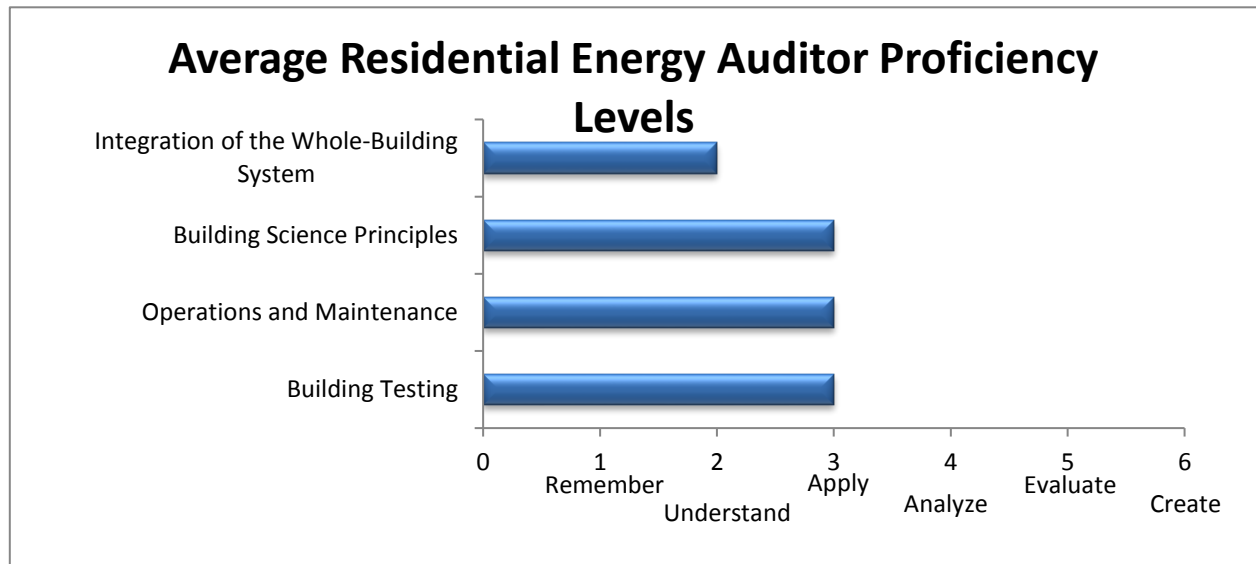 Average Residential Energy Auditor Proficiency
Levels
Integration of the Whole-Building
System
Building Science Principles
Operations and Maintenance
Building Testing
0 1 2 3 4 5 6
Remember
Understand
Apply
Analyze
Evaluate
Create